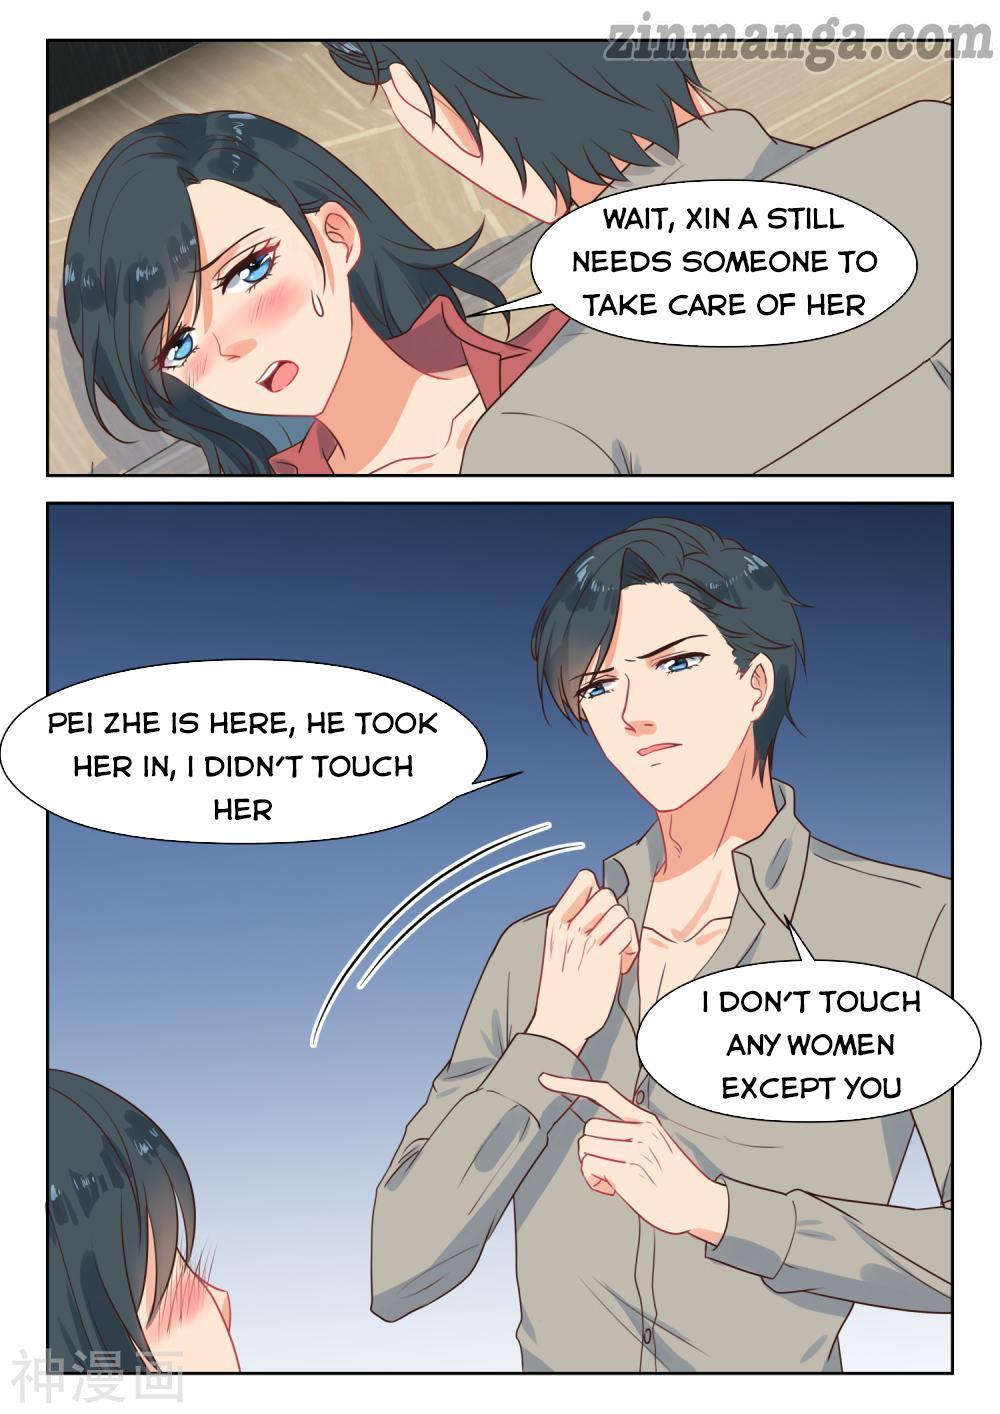 zinmanga.com
WAIT, XIN A STILL
NEEDS SOMEONE TO
TAKE CARE OF HER
PEI ZHE IS HERE, HE TOOK
HER IN, I DIDN'T TOUCH
HER
I DON'T TOUCH
ANY WOMEN
EXCEPT YOU
神漫画